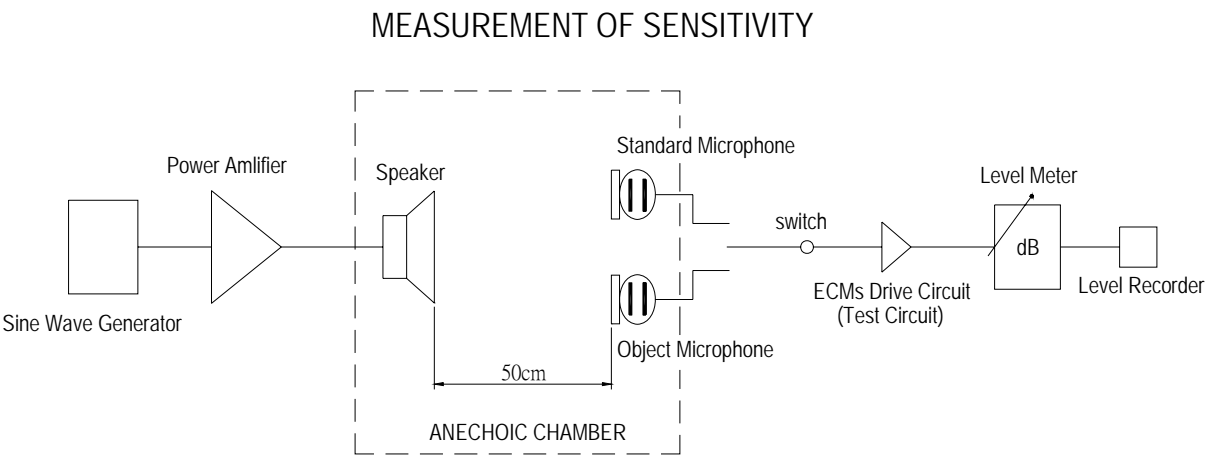 MEASUREMENT OF SENSITIVITY
Standard Microphone
Power Amlifier
Speaker
Level Meter
switch
dB
Sine Wave Generator
ECMs Drive Circuit
(Test Circuit)
Level Recorder
Object Microphone
50cm
ANECHOIC CHAMBER